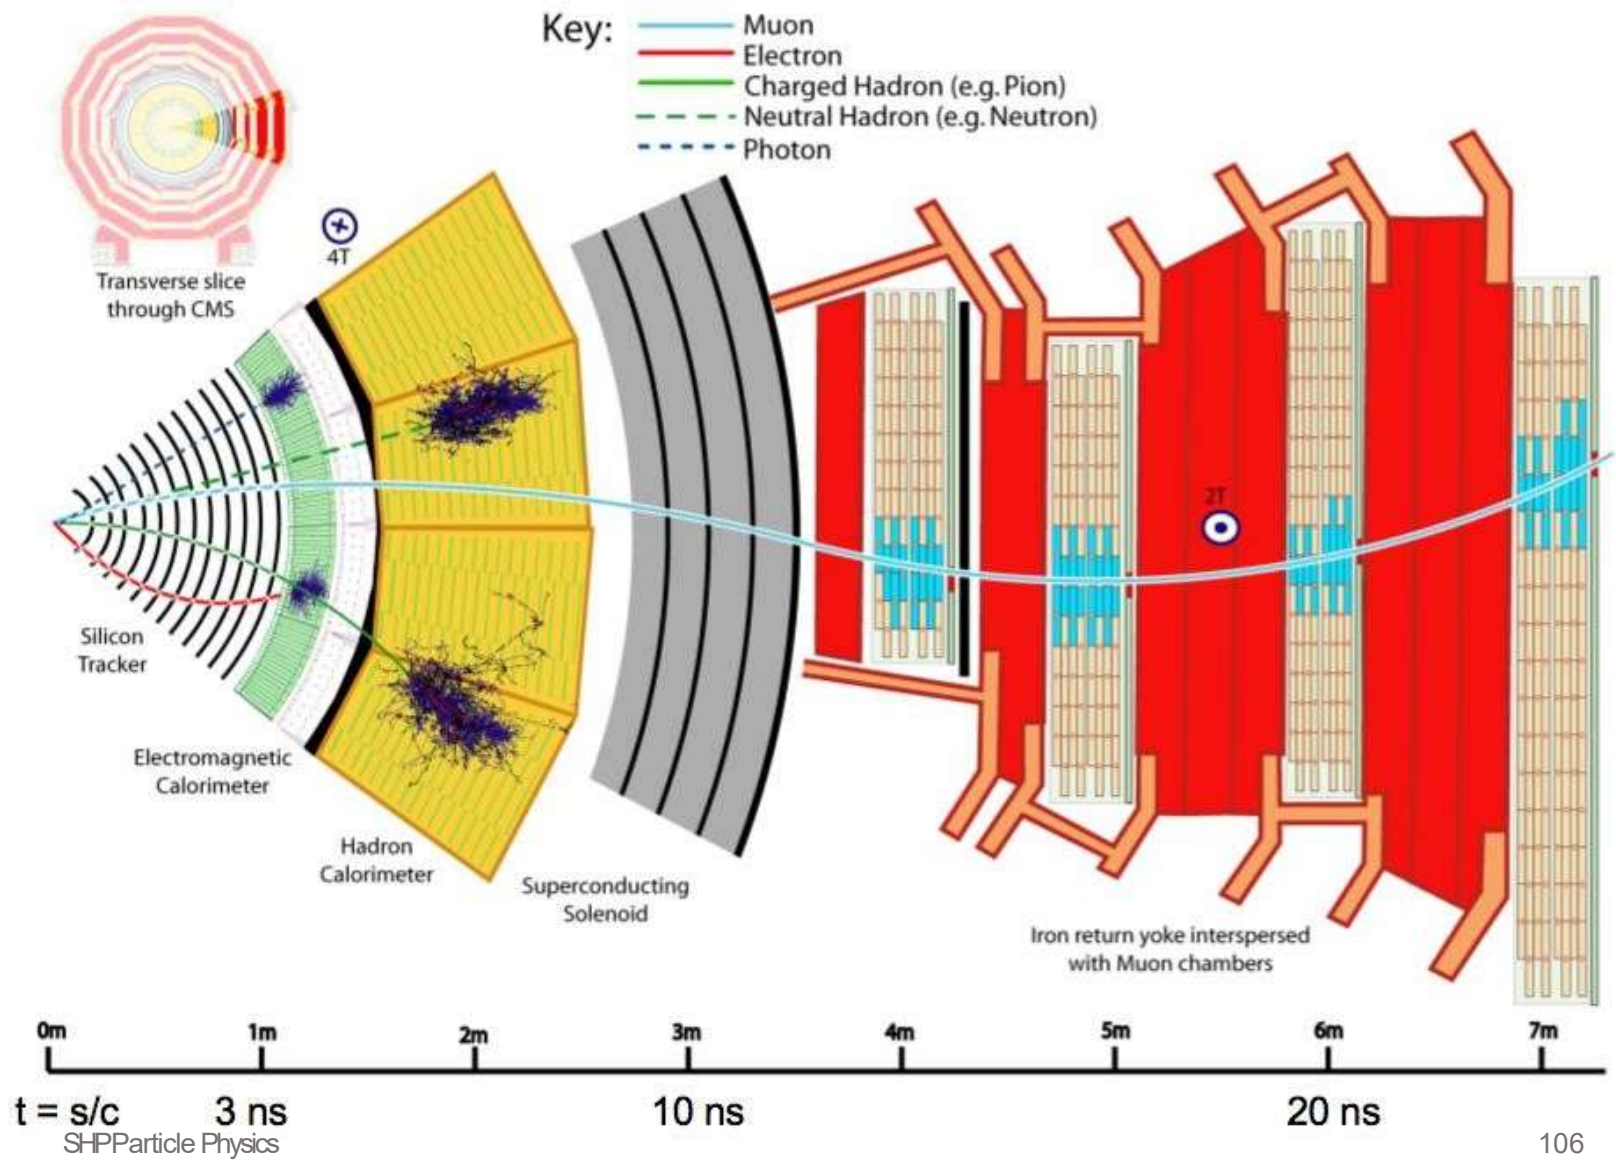 Key:
Muon
Electron
Charged Hadron (e.g. Pion)
Neutral Hadron (e.g. Neutron)
Photon
4T
Transverse slice
through CMS
2T
Silicon
Tracker
Electromagnetic
Calorimeter
Hadron
Calorimeter
Superconducting
Solenoid
Iron return yoke interspersed
with Muon chambers
0m 1m 2m 3m 4m 5m 6m 7m
t = s/c 3 ns 10 ns 20 ns
SHPParticle Physics 106